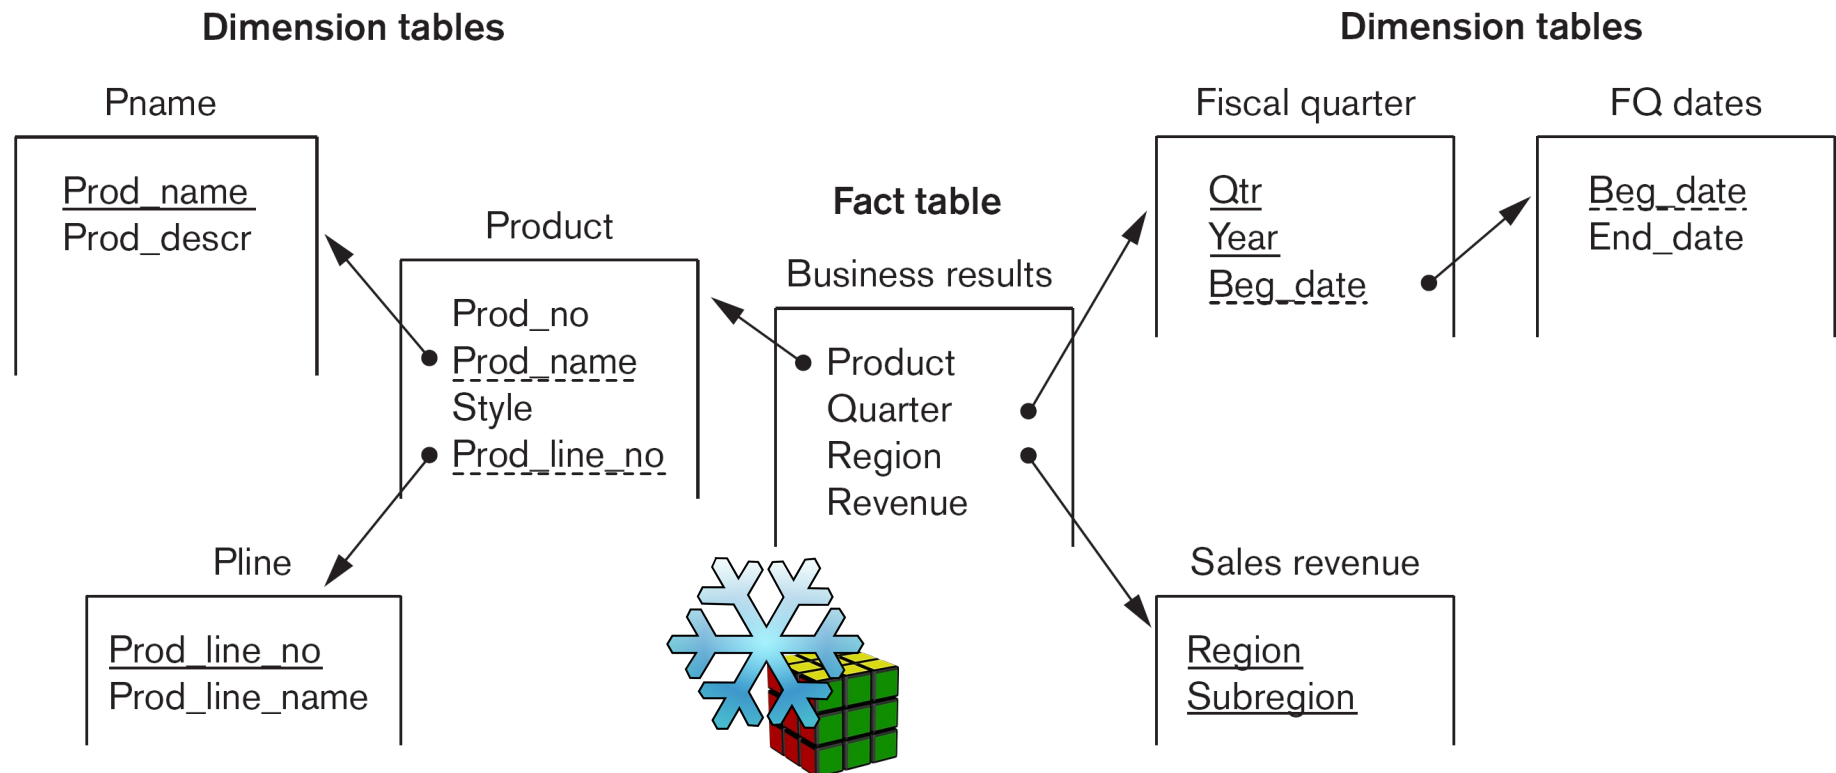 Dimension tables
Dimension tables
Pname
Prod_name
Prod_descr
Product
Prod_no
Prod_name
Style
Prod_line_no
Pline
Prod_line_no
Prod_line_name
Fact table
Business results
Product
Quarter
Region
Revenue
Fiscal quarter
Qtr
Year
Beg_date
FQ dates
Beg_date
End_date
Sales revenue
Region
Subregion